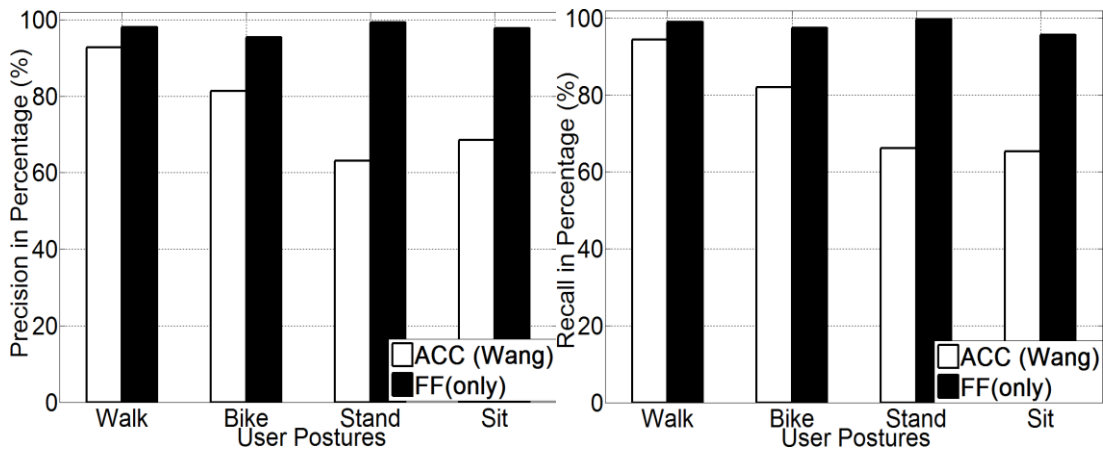 Precision in Percentage (%)
100
80
60
40
20
0
ACC (Wang)
FF(only)
Walk Bike Stand Sit
User Postures
Recall in Percentage (%)
100
80
60
40
20
0
ACC (Wang)
FF(only)
Walk Bike Stand Sit
User Postures